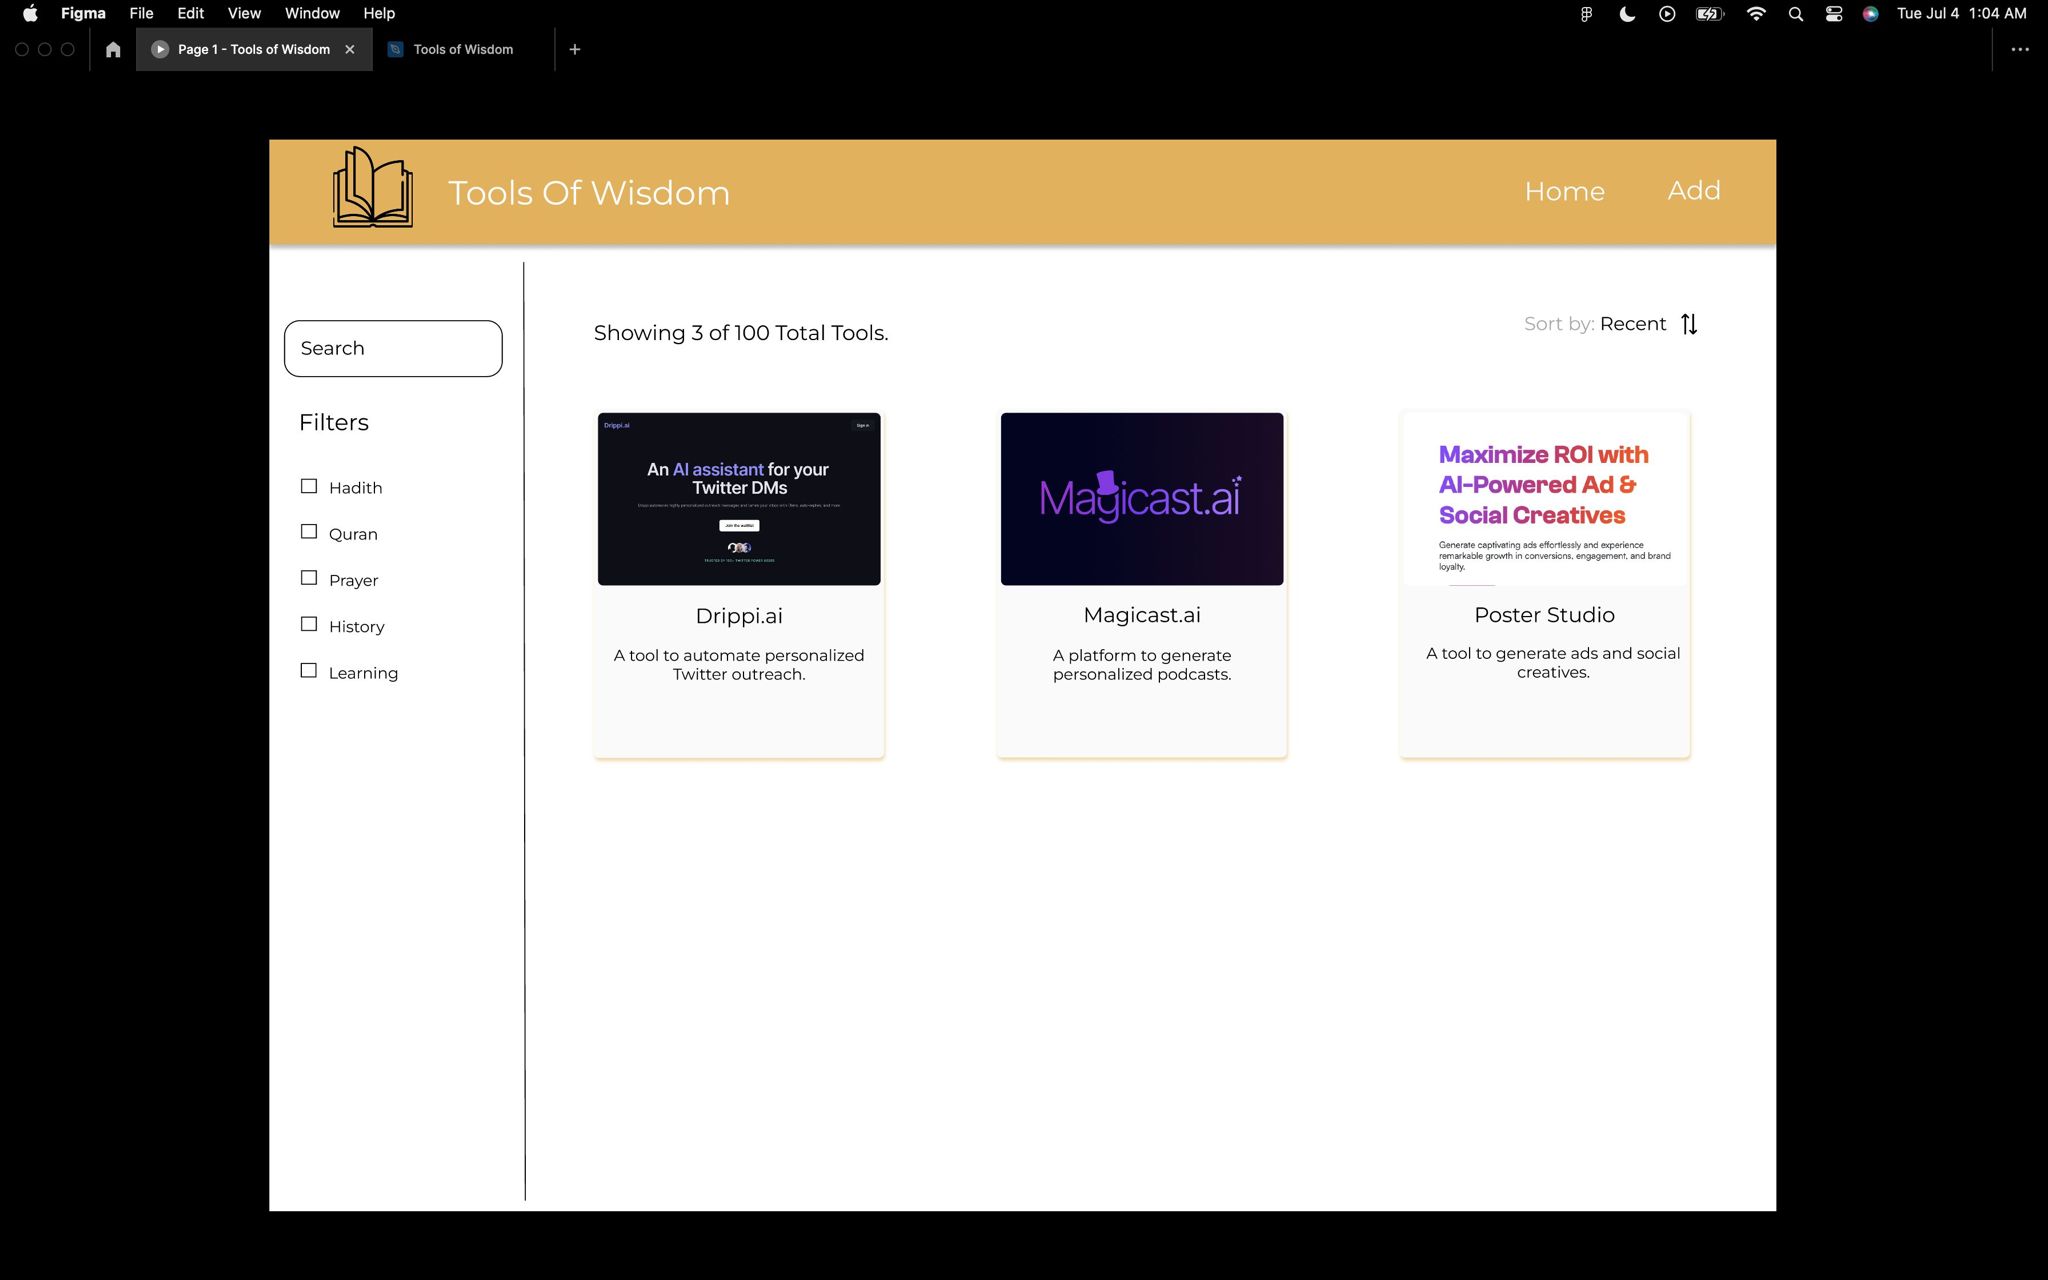 Figma File Edit View Window Help Tue Jul 4 1:04 AM
Page 1 - Tools of Wisdom
Tools of Wisdom
Tools Of Wisdom
Home
Add
Search
Filters
Hadith
Quran
Prayer
History
Learning
Showing 3 of 100 Total Tools.
Sort by: Recent
Drippi.ai
Sign in
An AI assistant for your
Twitter DMs
Join the waitlist
Drippi.ai
A tool to automate personalized
Twitter outreach.
Magicast.ai
Magicast.ai
A platform to generate
personalized podcasts.
Maximize ROI with
AI-Powered Ad &
Social Creatives
Generate captivating ads effortlessly and experience
remarkable growth in conversions, engagement, and brand
loyalty.
Poster Studio
A tool to generate ads and social
creatives.